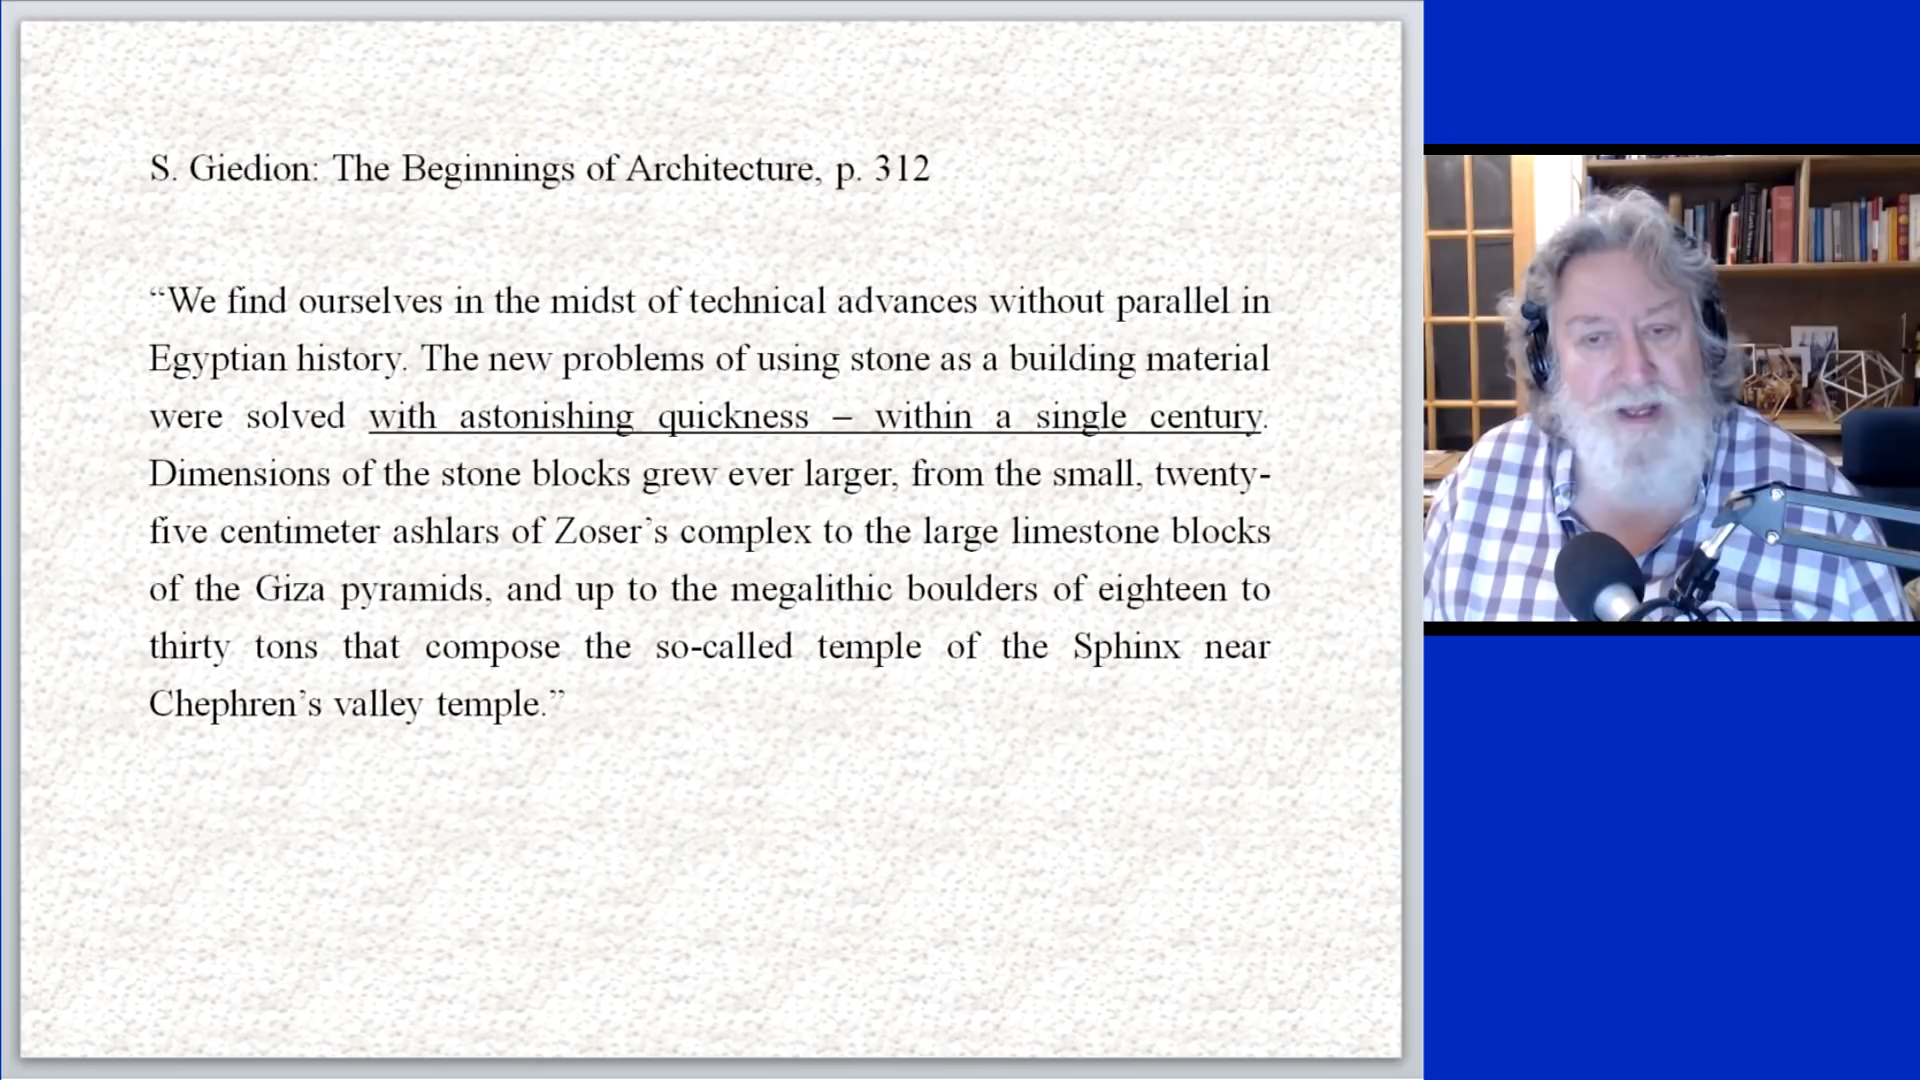 S. Giedion: The Beginnings of Architecture, p. 312
“We find ourselves in the midst of technical advances without parallel in
Egyptian history. The new problems of using stone as a building material
were solved with astonishing quickness – within a single century.
Dimensions of the stone blocks grew ever larger, from the small, twenty-
five centimeter ashlars of Zoser’s complex to the large limestone blocks
of the Giza pyramids, and up to the megalithic boulders of eighteen to
thirty tons that compose the so-called temple of the Sphinx near
Chephren’s valley temple.”